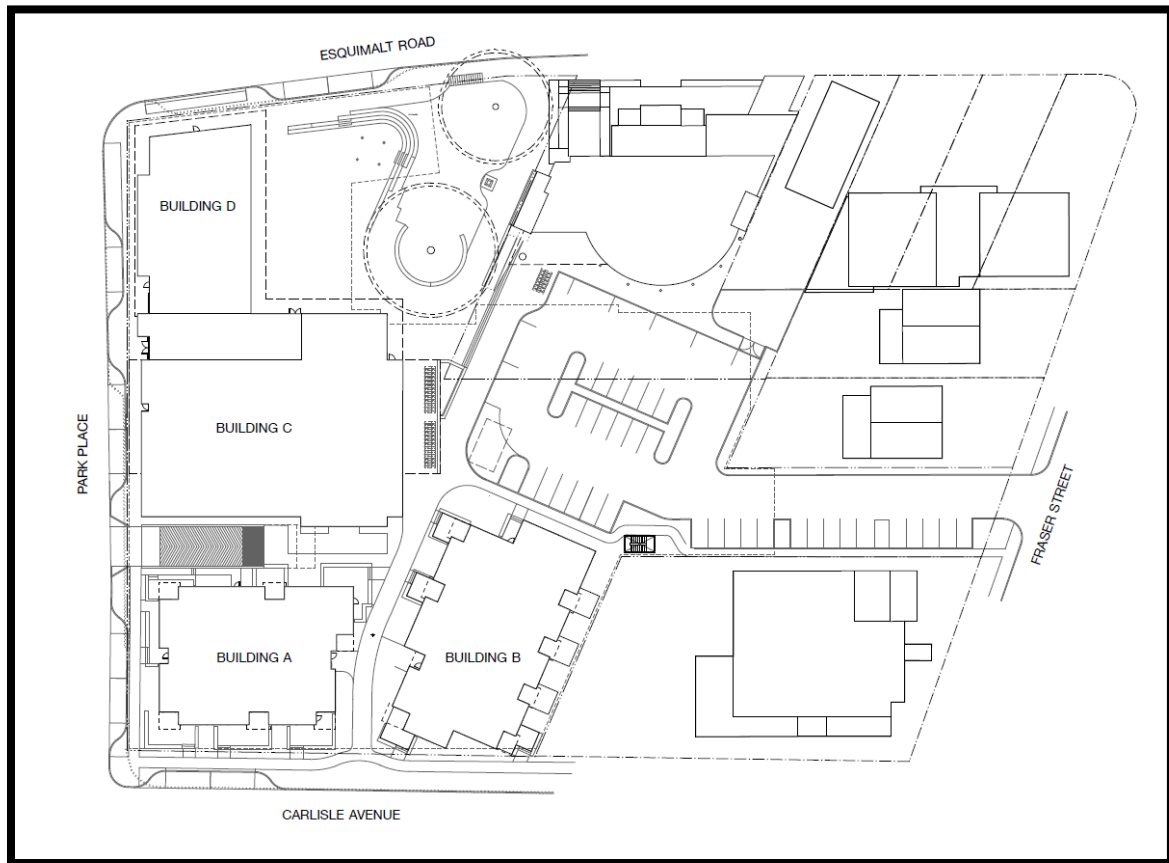 ESQUIMALT ROAD
BUILDING D
PARK PLACE
BUILDING C
FRASER STREET
BUILDING A
BUILDING B
CARLISLE AVENUE